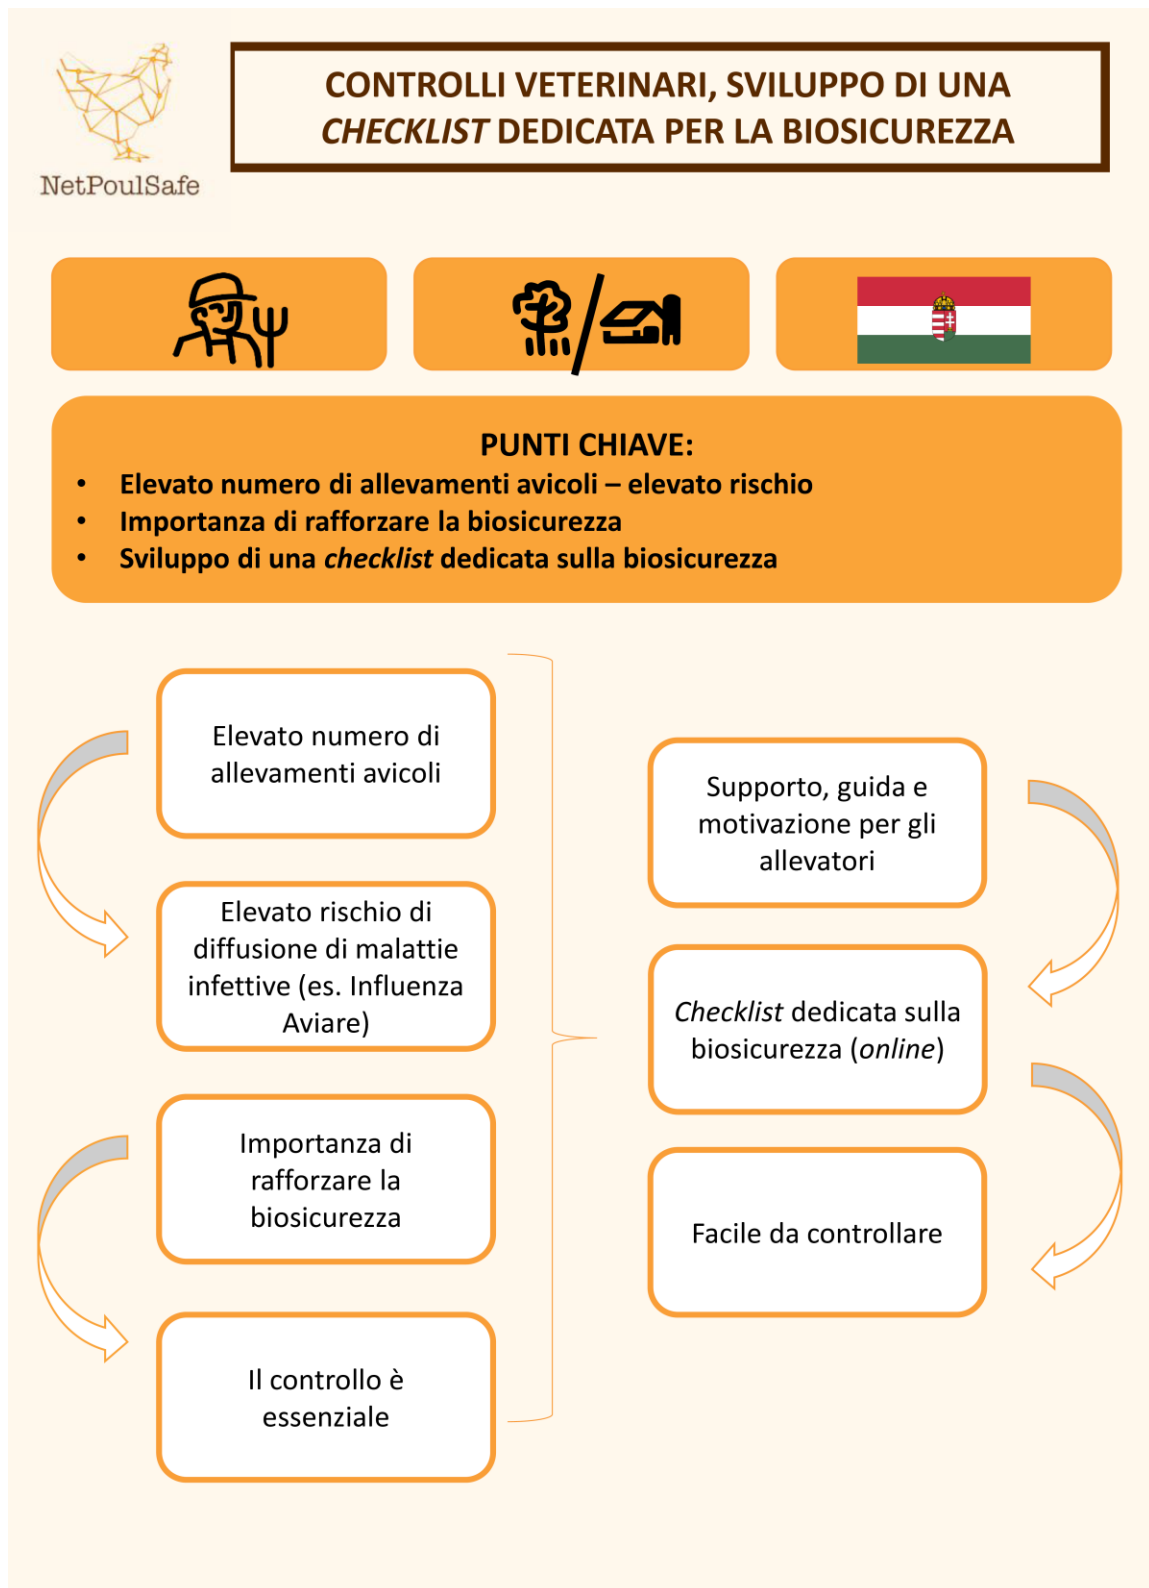 NetPoulSafe
CONTROLLI VETERINARI, SVILUPPO DI UNA
CHECKLIST DEDICATA PER LA BIOSICUREZZA
PUNTI CHIAVE:
• Elevato numero di allevamenti avicoli – elevato rischio
• Importanza di rafforzare la biosicurezza
• Sviluppo di una checklist dedicata sulla biosicurezza
Elevato numero di
allevamenti avicoli
Elevato rischio di
diffusione di malattie
infettive (es. Influenza
Aviare)
Importanza di
rafforzare la
biosicurezza
Il controllo è
essenziale
Supporto, guida e
motivazione per gli
allevatori
Checklist dedicata sulla
biosicurezza (online)
Facile da controllare